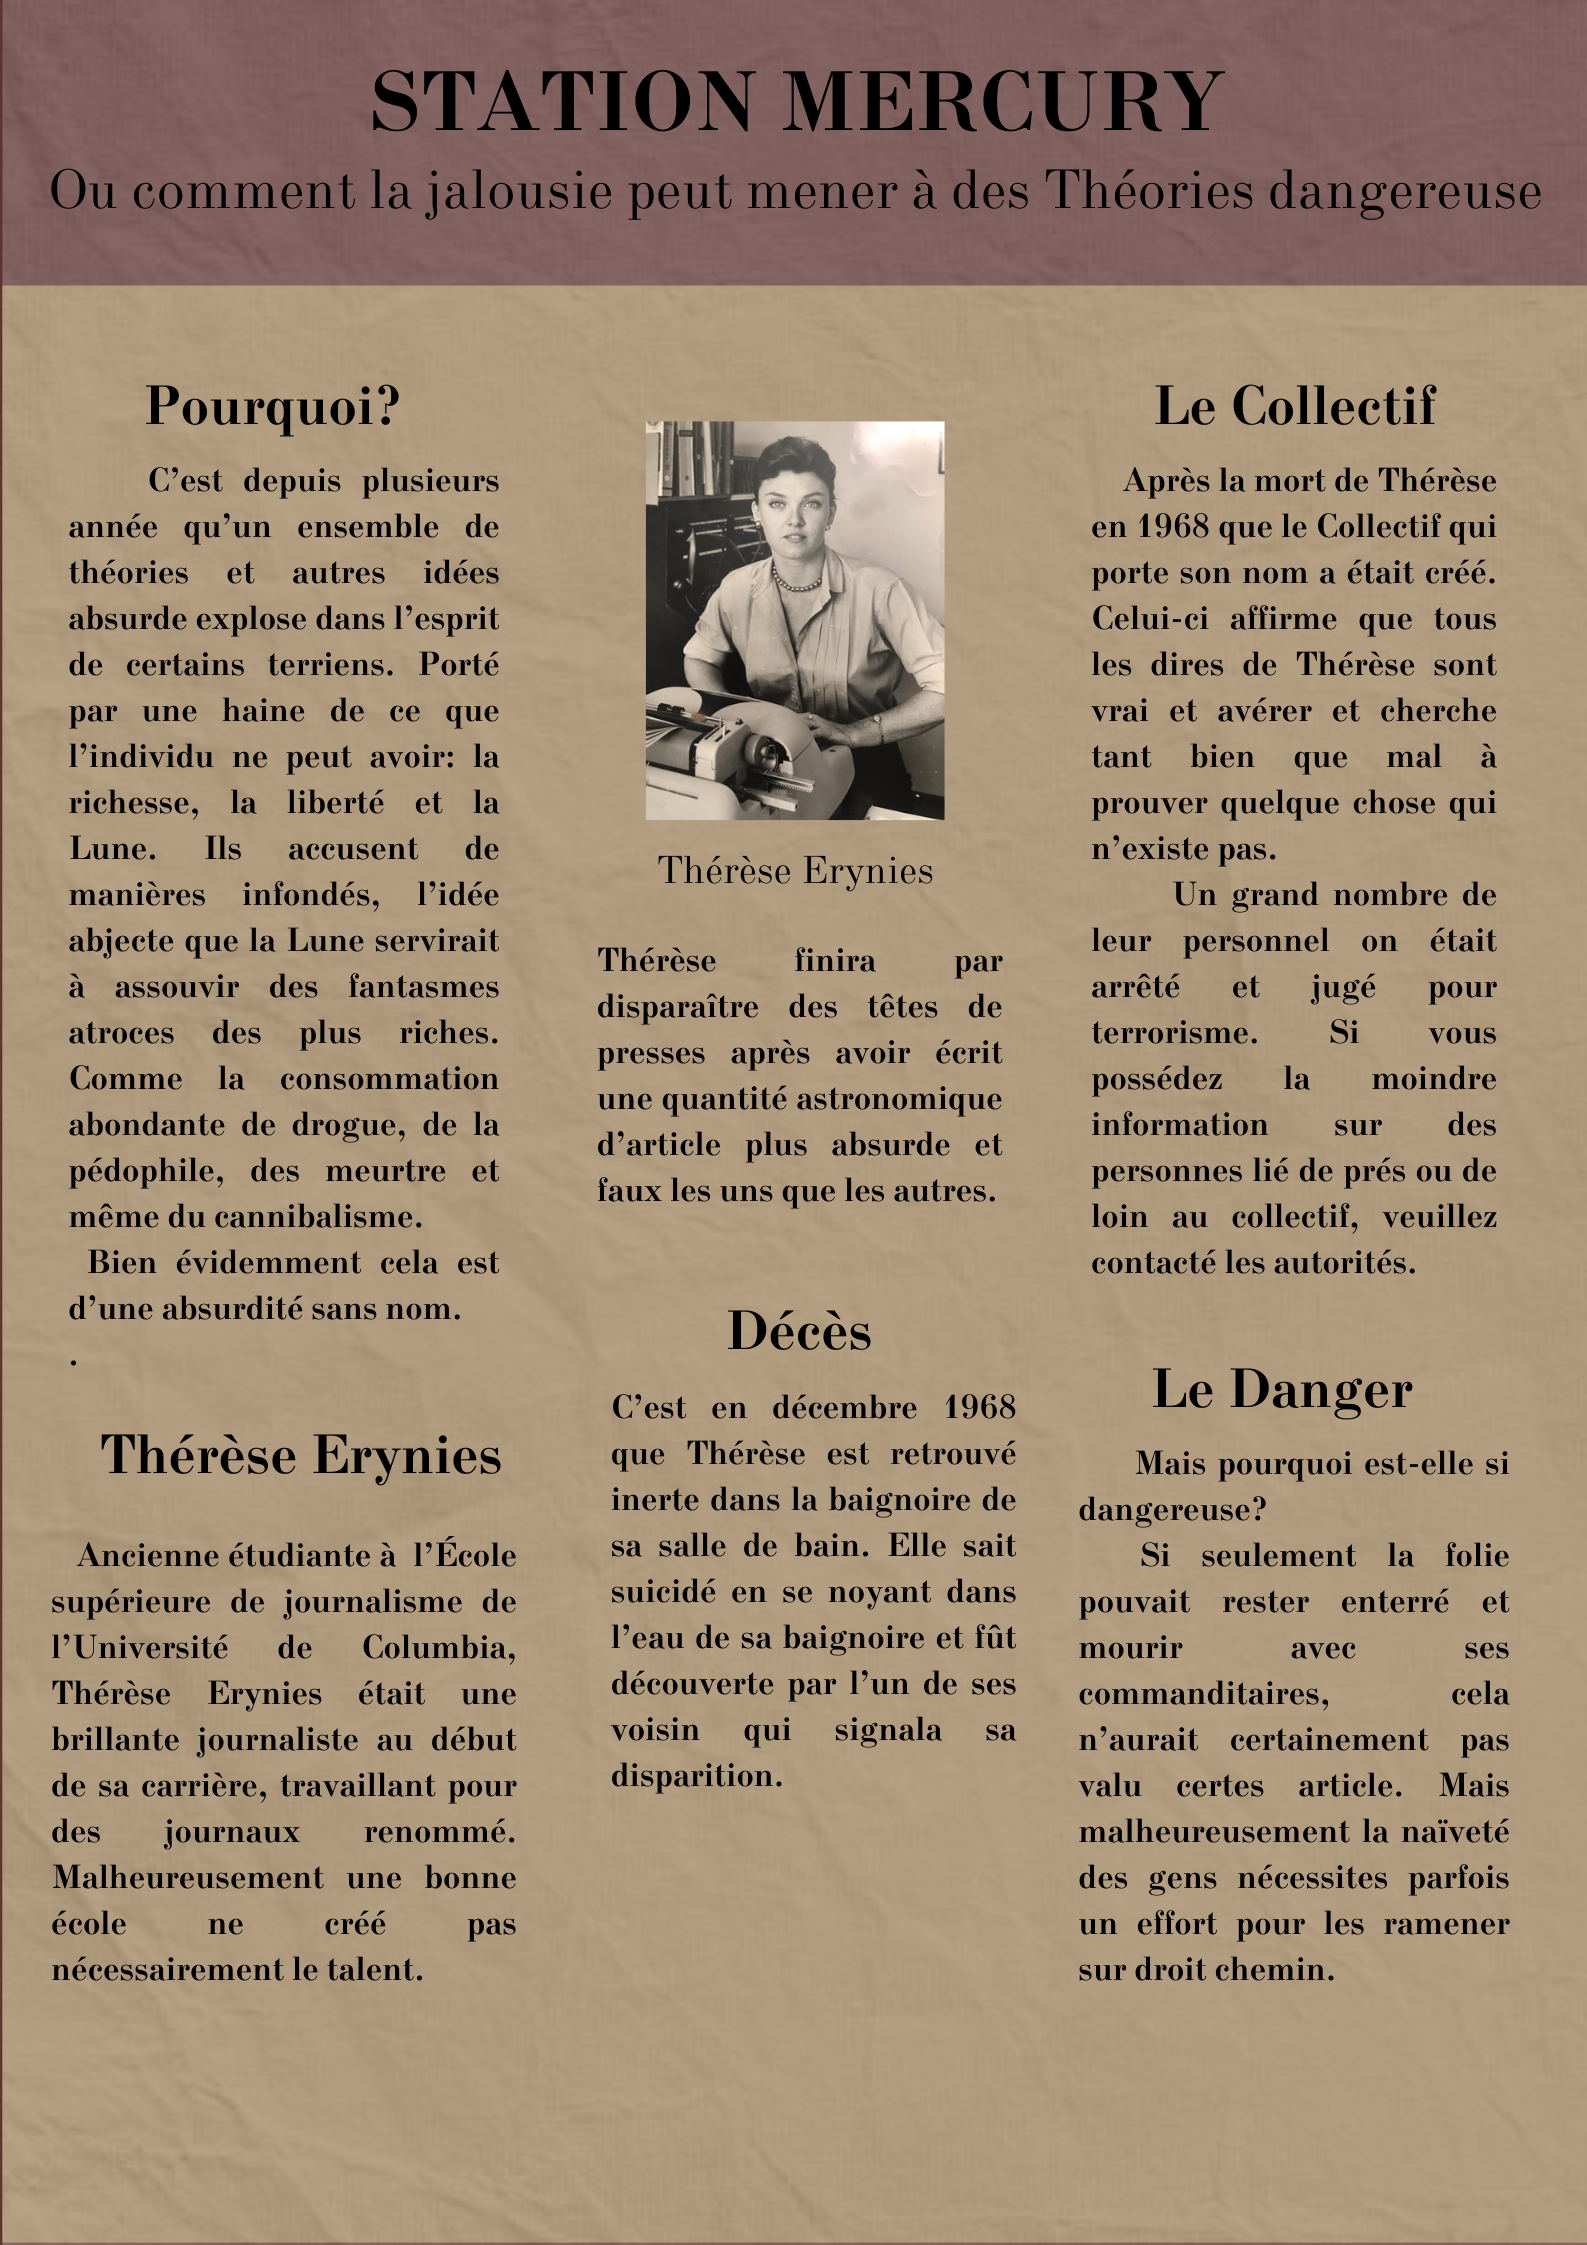 STATION MERCURY
Ou comment la jalousie peut mener à des Théories dangereuse
Pourquoi?
C’est depuis plusieurs
année qu’un ensemble de
théories et autres idées
absurde explose dans l’esprit
de certains terriens. Porté
par une haine de ce que
l’individu ne peut avoir: la
richesse, la liberté et la
Lune. Ils accusent de
manières infondés, l’idée
abjecte que la Lune servirait
à assouvir des fantasmes
atroces des plus riches.
Comme la consommation
abondante de drogue, de la
pédophile, des meurtre et
même du cannibalisme.
Bien évidemment cela est
d’une absurdité sans nom.
.
Thérèse Erynies
Ancienne étudiante à l’École
supérieure de journalisme de
l’Université de Columbia,
Thérèse Erynies était une
brillante journaliste au début
de sa carrière, travaillant pour
des journaux renommé.
Malheureusement une bonne
école ne créé pas
nécessairement le talent.
Thérèse Erynies
Thérèse finira par
disparaître des têtes de
presses après avoir écrit
une quantité astronomique
d’article plus absurde et
faux les uns que les autres.
Décès
C’est en décembre 1968
que Thérèse est retrouvé
inerte dans la baignoire de
sa salle de bain. Elle sait
suicidé en se noyant dans
l’eau de sa baignoire et fût
découverte par l’un de ses
voisin qui signala sa
disparition.
Le Collectif
Après la mort de Thérèse
en 1968 que le Collectif qui
porte son nom a était créé.
Celui-ci affirme que tous
les dires de Thérèse sont
vrai et avérer et cherche
tant bien que mal à
prouver quelque chose qui
n’existe pas.
Un grand nombre de
leur personnel on était
arrêté et jugé pour
terrorisme. Si vous
possédez la moindre
information sur des
personnes lié de prés ou de
loin au collectif, veuillez
contacté les autorités.
Le Danger
Mais pourquoi est-elle si
dangereuse?
Si seulement la folie
pouvait rester enterré et
mourir avec ses
commanditaires, cela
n’aurait certainement pas
valu certes article. Mais
malheureusement la naïveté
des gens nécessites parfois
un effort pour les ramener
sur droit chemin.